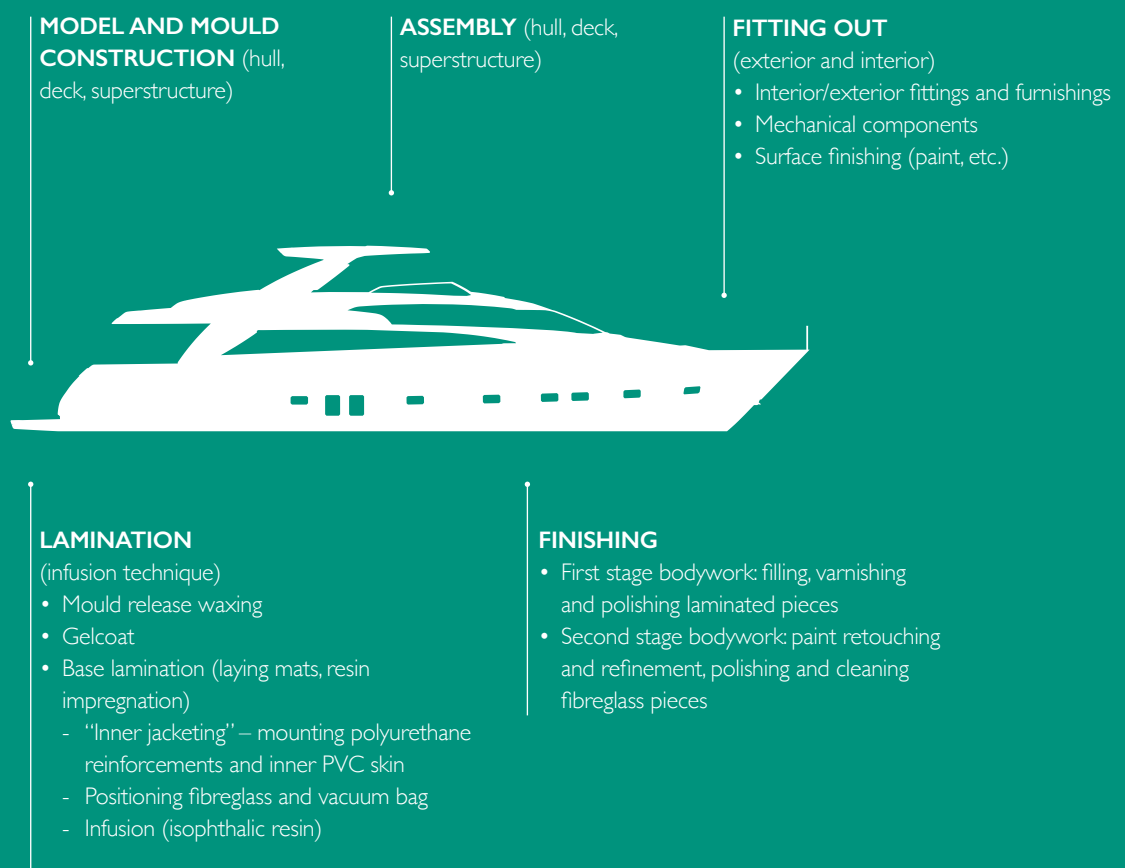 MODEL AND MOULD
CONSTRUCTION (hull,
deck, superstructure)
ASSEMBLY (hull, deck,
superstructure)
FITTING OUT
(exterior and interior)
• Interior/exterior fittings and furnishings
• Mechanical components
• Surface finishing (paint, etc.)
LAMINATION
(infusion technique)
• Mould release waxing
• Gelcoat
• Base lamination (laying mats, resin
impregnation)
- “Inner jacketing” – mounting polyurethane
reinforcements and inner PVC skin
- Positioning fibreglass and vacuum bag
- Infusion (isophthalic resin)
FINISHING
• First stage bodywork: filling, varnishing
and polishing laminated pieces
• Second stage bodywork: paint retouching
and refinement, polishing and cleaning
fibreglass pieces